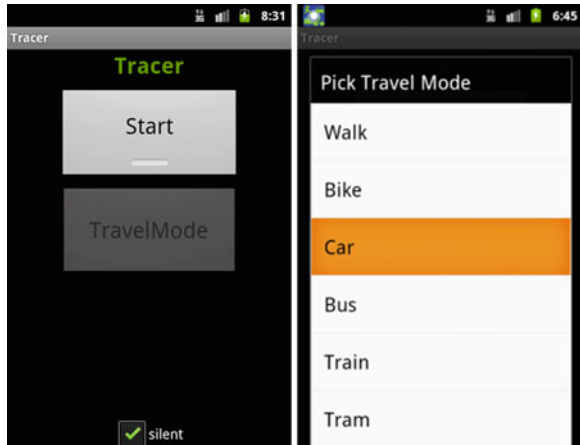 8:31
Tracer
Tracer
Start
TravelMode
silent
6:45
Tracer
Pick Travel Mode
Walk
Bike
Car
Bus
Train
Tram